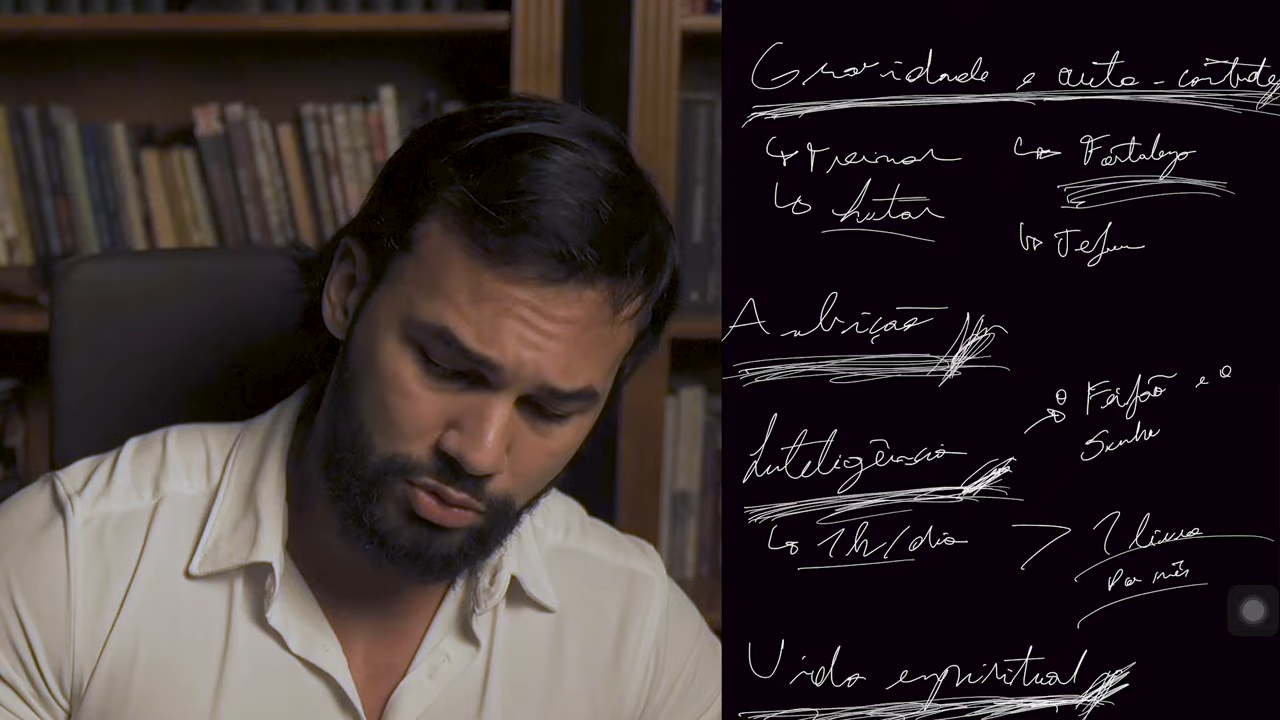 Gravidade e auto-controle
↳ Treinar
↳ Lutar
↳ Fortaleza
↳ Jejum
Ambição
Inteligência
Feijão e o
Sonho
↳ 1h/dia > 1 livro
por mês
Vida espiritual